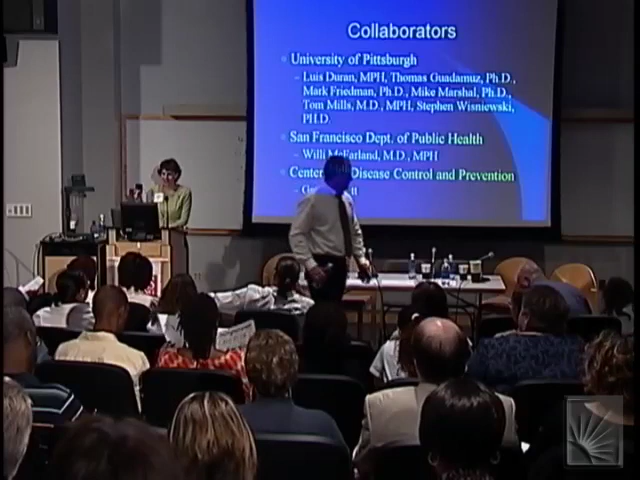 Collaborators
University of Pittsburgh
– Luis Duran, MPH, Thomas Guadamuz, Ph.D.,
Mark Friedman, Ph.D., Mike Marshal, Ph.D.,
Tom Mills, M.D., MPH, Stephen Wisniewski,
PH.D.
San Francisco Dept. of Public Health
– Willi McFarland, M.D., MPH
Disease Control and Prevention